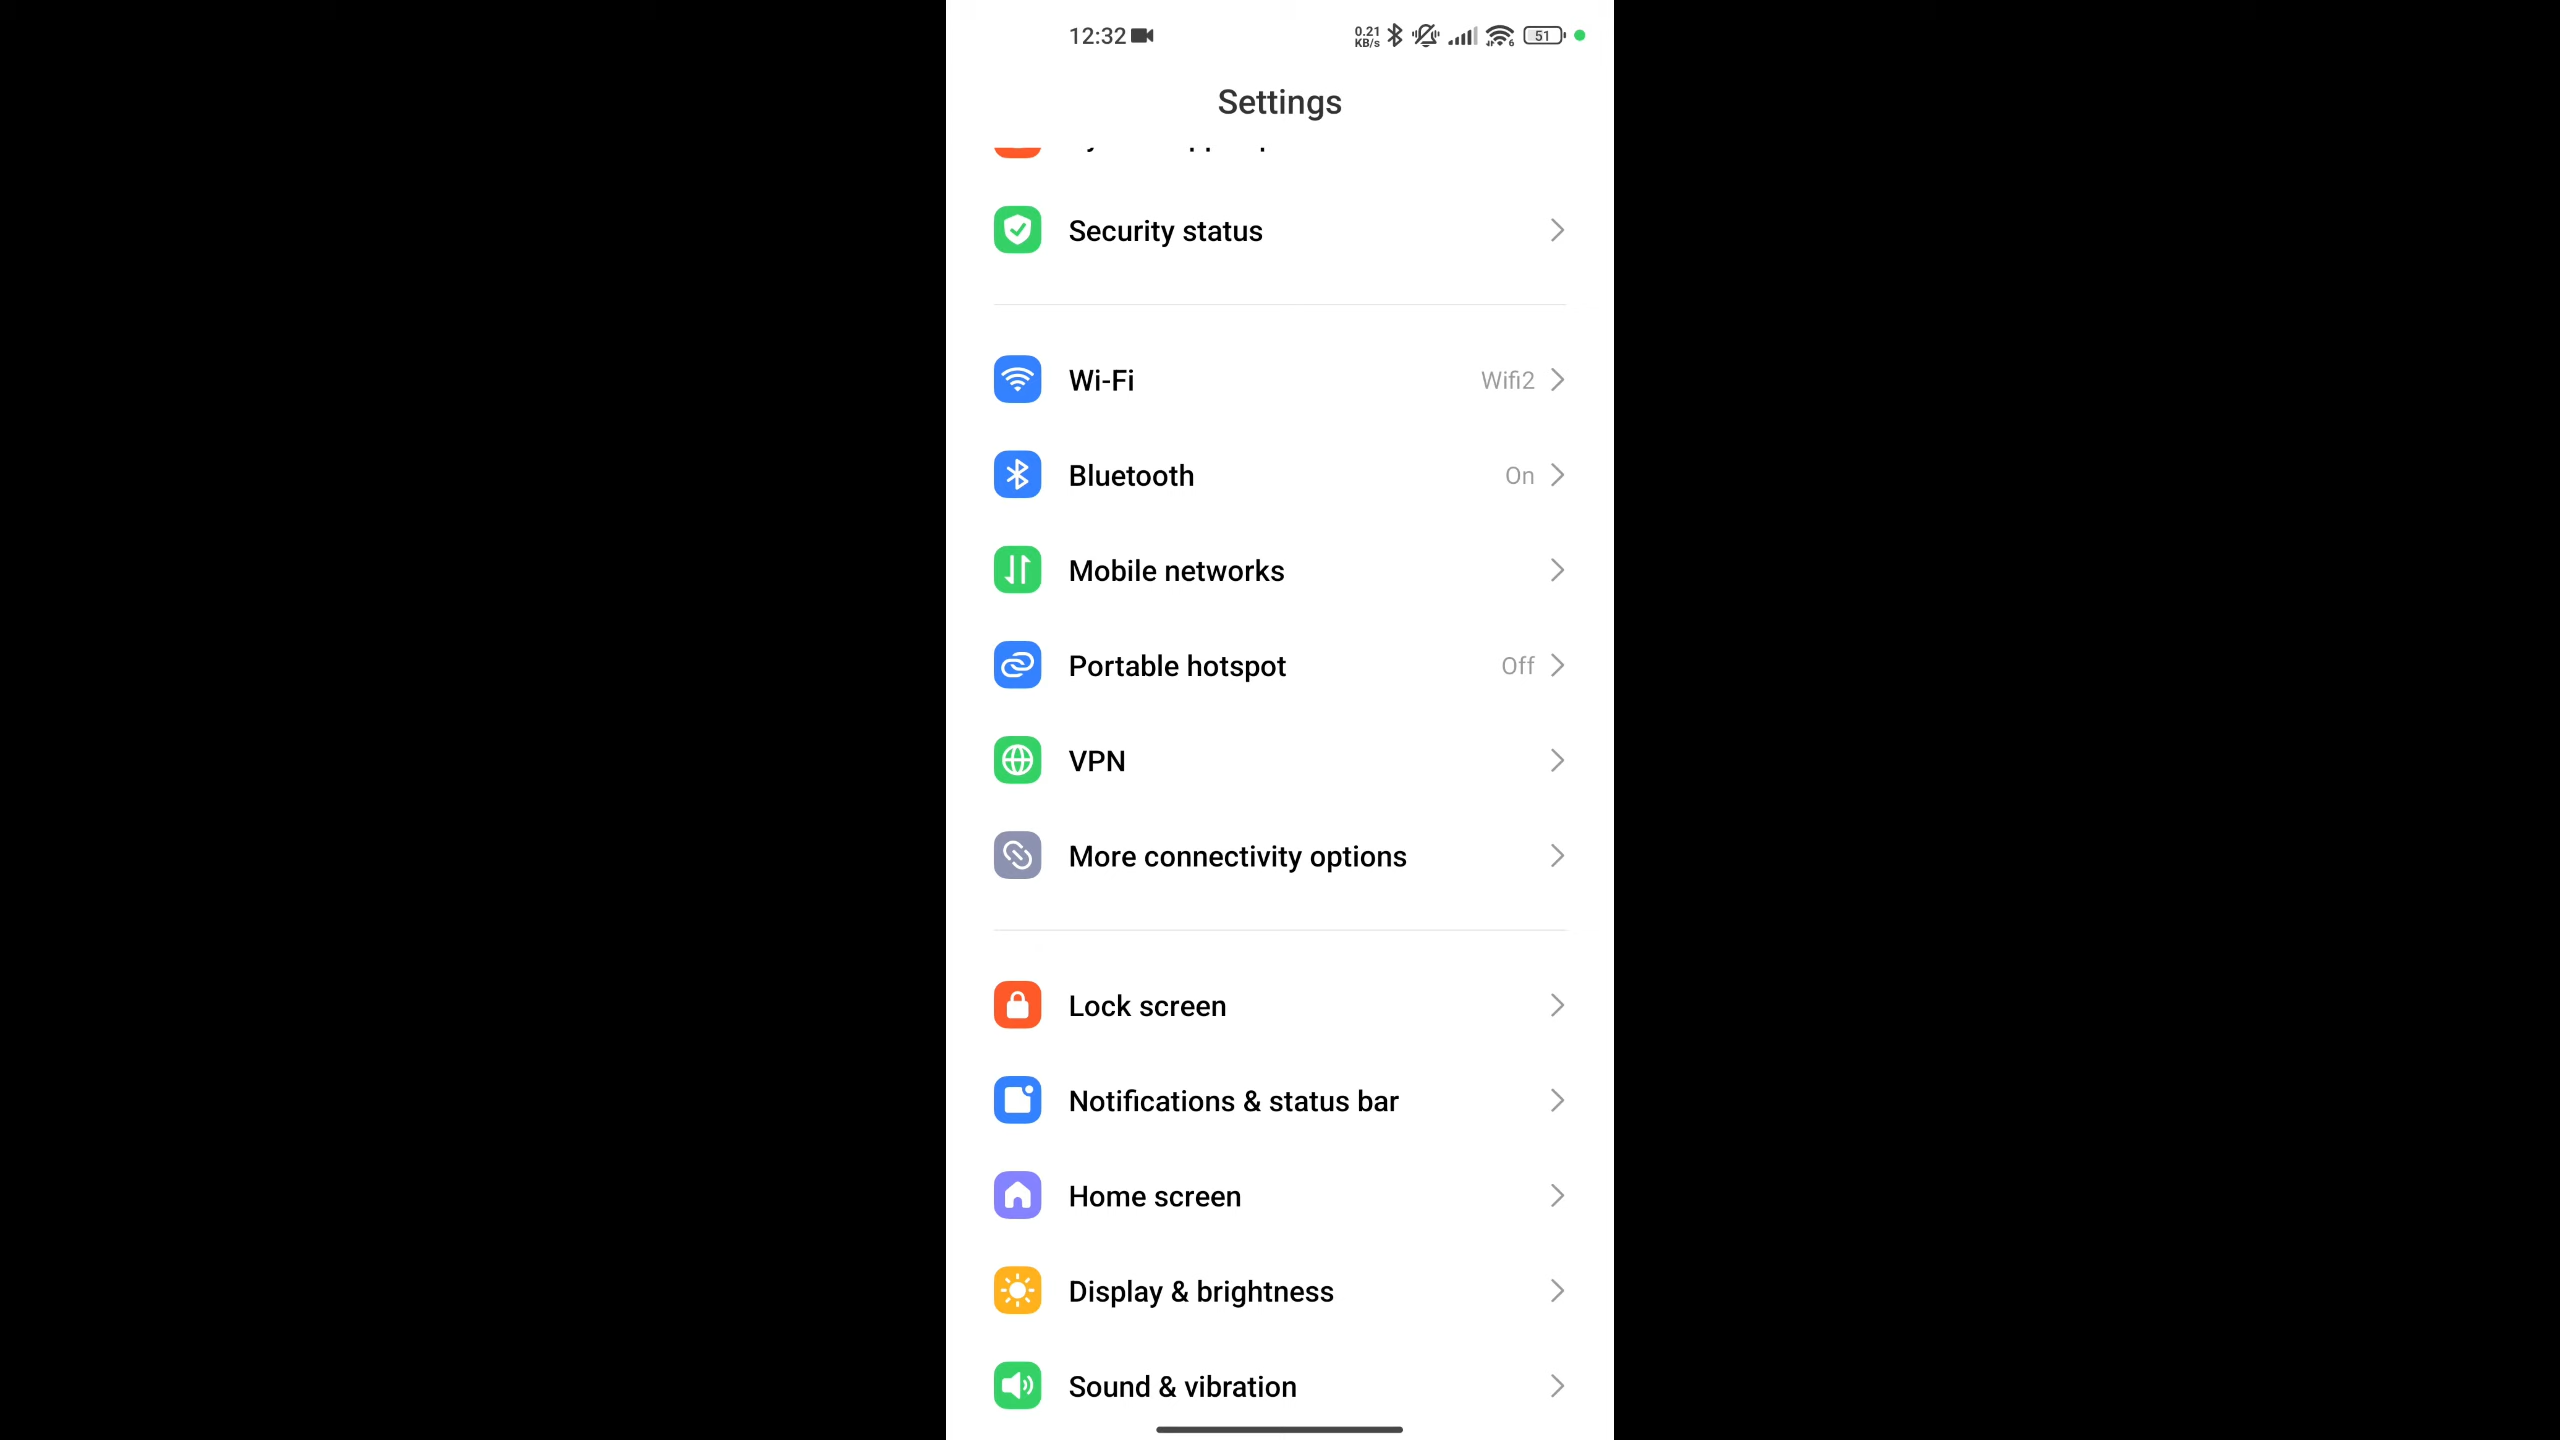 12:32
0.21 KB/s
6
51
Settings
Security status
Wi-Fi Wifi2
Bluetooth On
Mobile networks
Portable hotspot Off
VPN
More connectivity options
Lock screen
Notifications & status bar
Home screen
Display & brightness
Sound & vibration